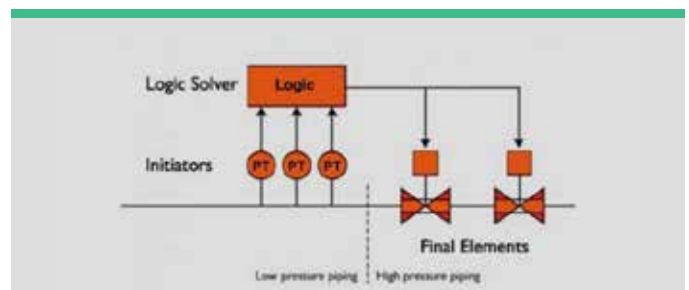 Logic Solver
Logic
Initiators
PT PT PT
Final Elements
Low pressure piping
High pressure piping